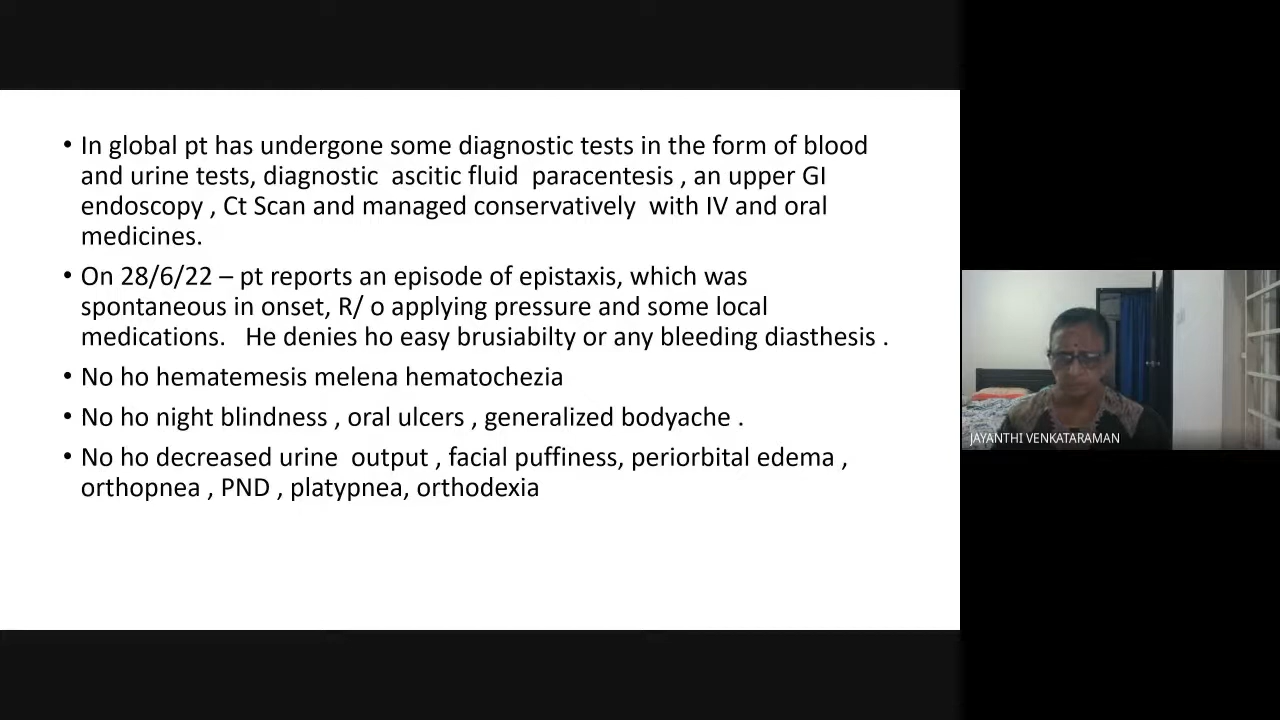 • In global pt has undergone some diagnostic tests in the form of blood
and urine tests, diagnostic ascitic fluid paracentesis , an upper GI
endoscopy , Ct Scan and managed conservatively with IV and oral
medicines.
• On 28/6/22 – pt reports an episode of epistaxis, which was
spontaneous in onset, R/ o applying pressure and some local
medications. He denies ho easy brusiabilty or any bleeding diasthesis .
• No ho hematemesis melena hematochezia
• No ho night blindness , oral ulcers , generalized bodyache .
• No ho decreased urine output , facial puffiness, periorbital edema ,
orthopnea , PND , platypnea, orthodexia
JAYANTHI VENKATARAMAN